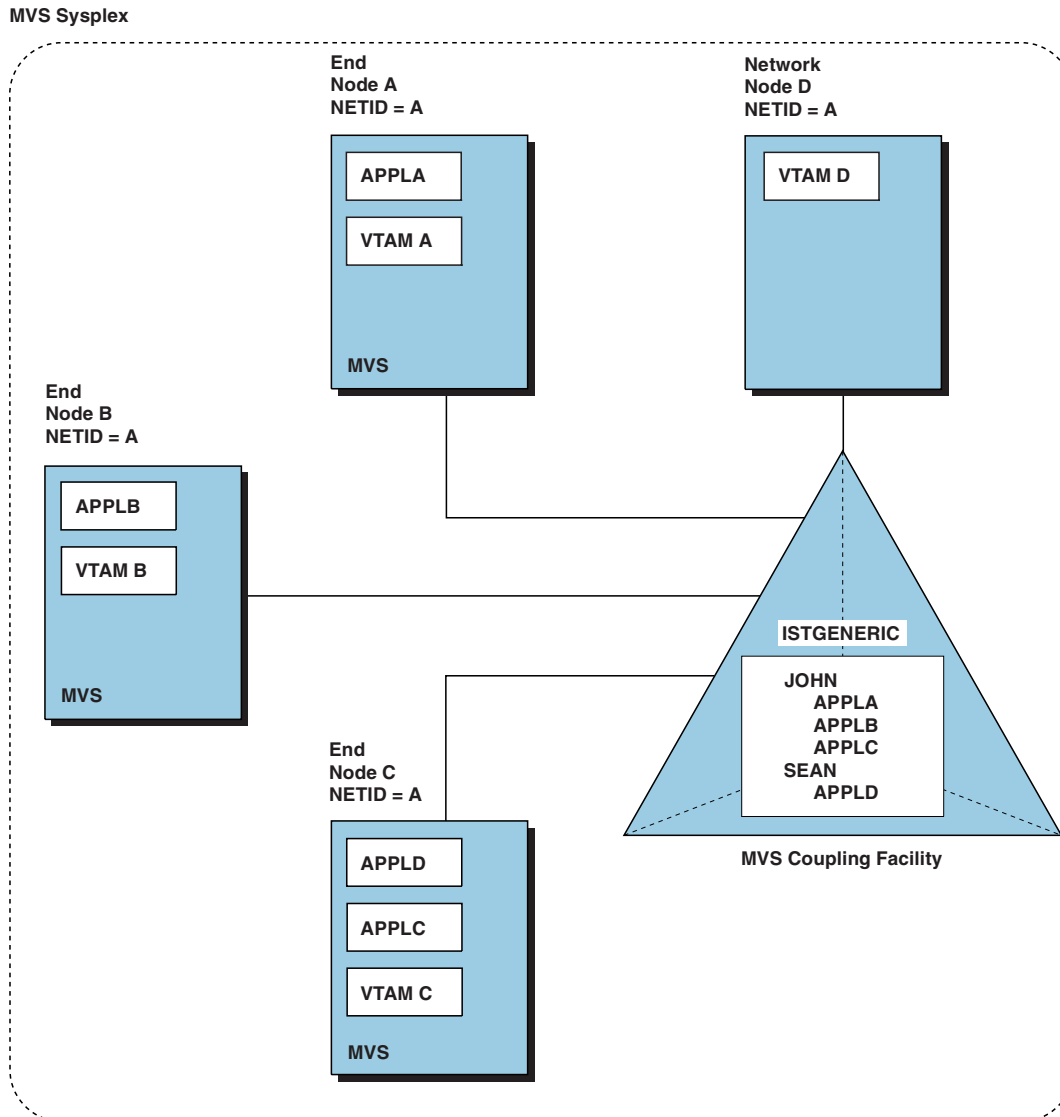 MVS Sysplex
End
Node A
NETID = A
APPLA
VTAM A
MVS
Network
Node D
NETID = A
VTAM D
End
Node B
NETID = A
APPLB
VTAM B
MVS
End
Node C
NETID = A
APPLD
APPLC
VTAM C
MVS
ISTGENERIC
JOHN
APPLA
APPLB
APPLC
SEAN
APPLD
MVS Coupling Facility